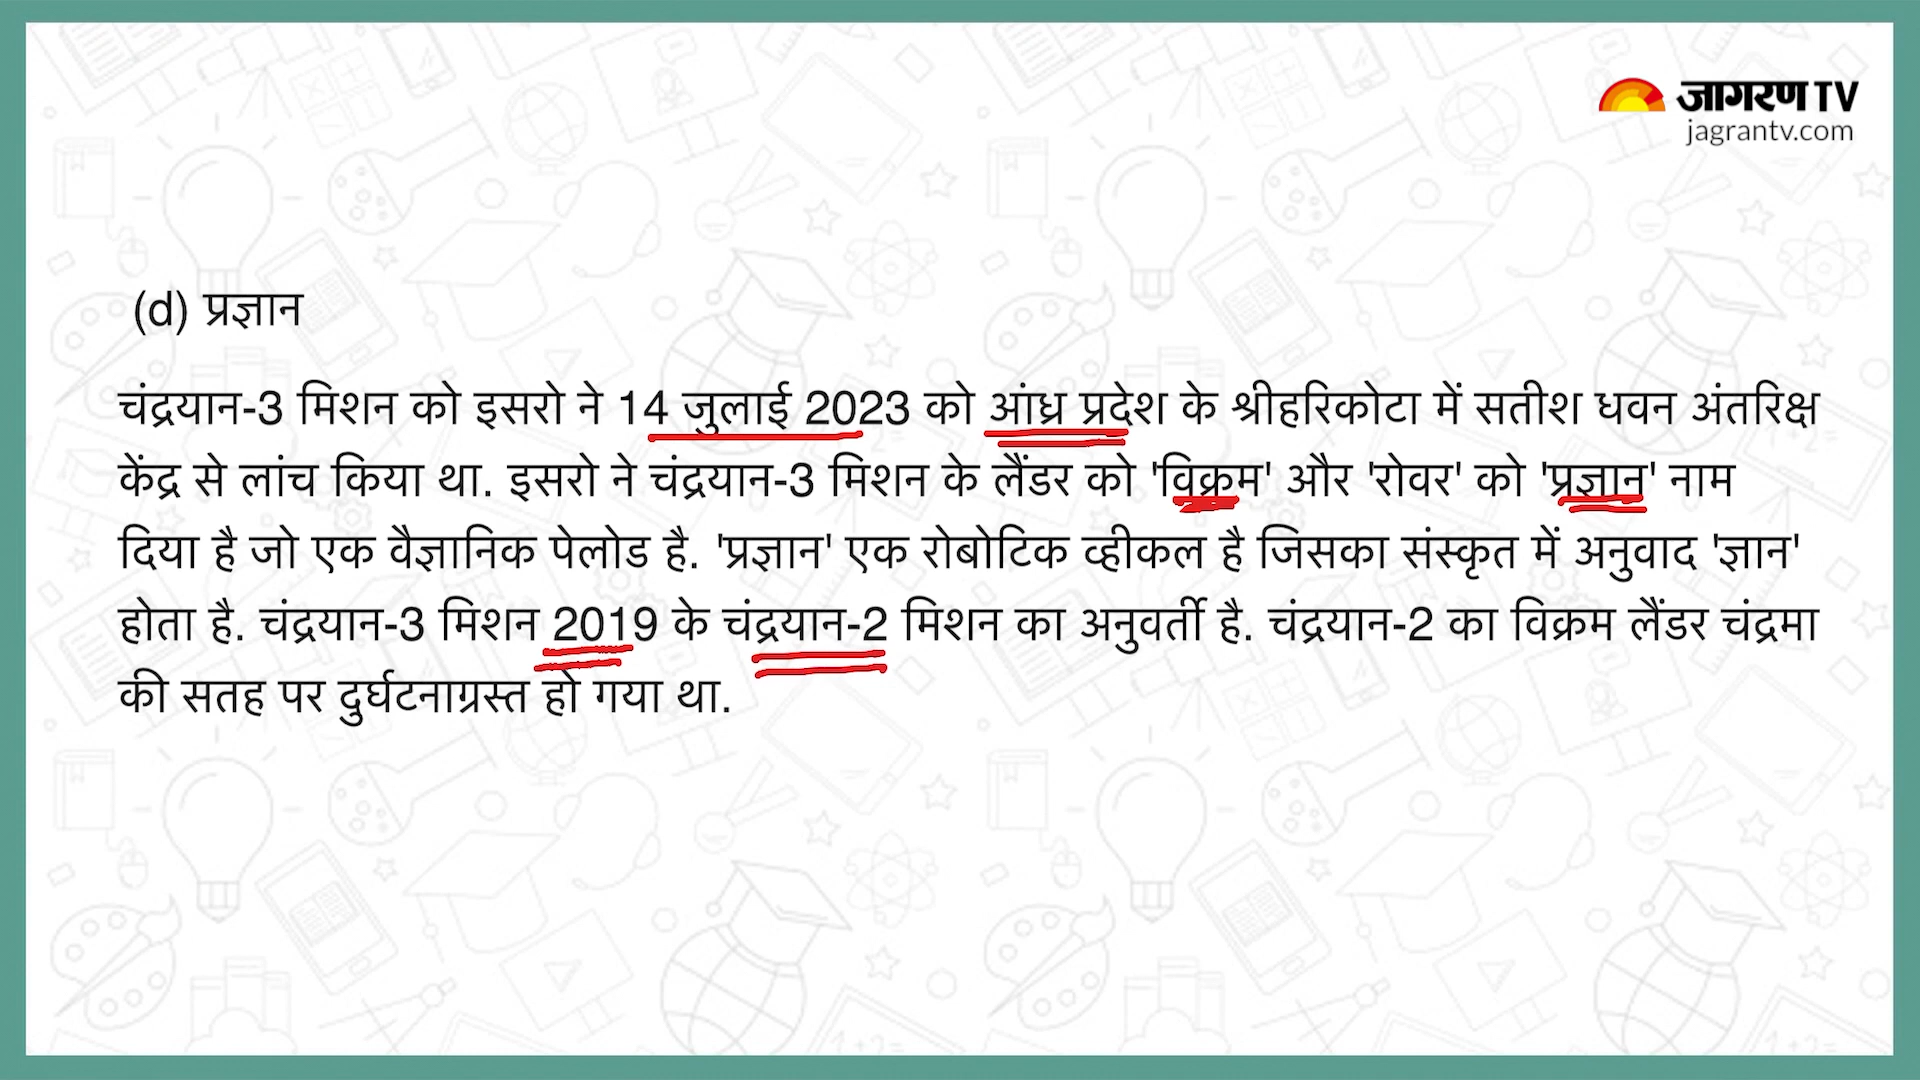 जागरण TV
jagrantv.com
(d) प्रज्ञान
चंद्रयान-3 मिशन को इसरो ने 14 जुलाई 2023 को आंध्र प्रदेश के श्रीहरिकोटा में सतीश धवन अंतरिक्ष
केंद्र से लांच किया था. इसरो ने चंद्रयान-3 मिशन के लैंडर को 'विक्रम' और 'रोवर' को 'प्रज्ञान' नाम
दिया है जो एक वैज्ञानिक पेलोड है. 'प्रज्ञान' एक रोबोटिक व्हीकल है जिसका संस्कृत में अनुवाद 'ज्ञान'
होता है. चंद्रयान-3 मिशन 2019 के चंद्रयान-2 मिशन का अनुवर्ती है. चंद्रयान-2 का विक्रम लैंडर चंद्रमा
की सतह पर दुर्घटनाग्रस्त हो गया था.